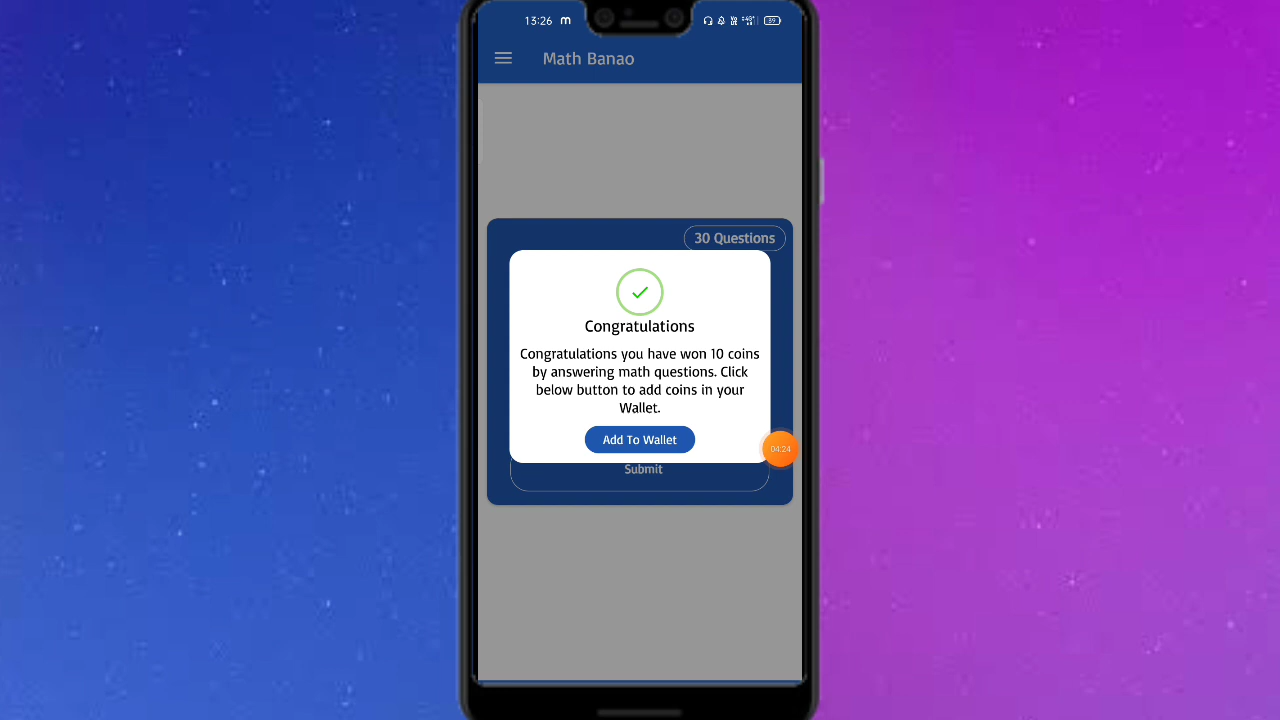 13:26 m
39
Math Banao
30 Questions
Congratulations
Congratulations you have won 10 coins
by answering math questions. Click
below button to add coins in your
Wallet.
Add To Wallet
04:24
Submit